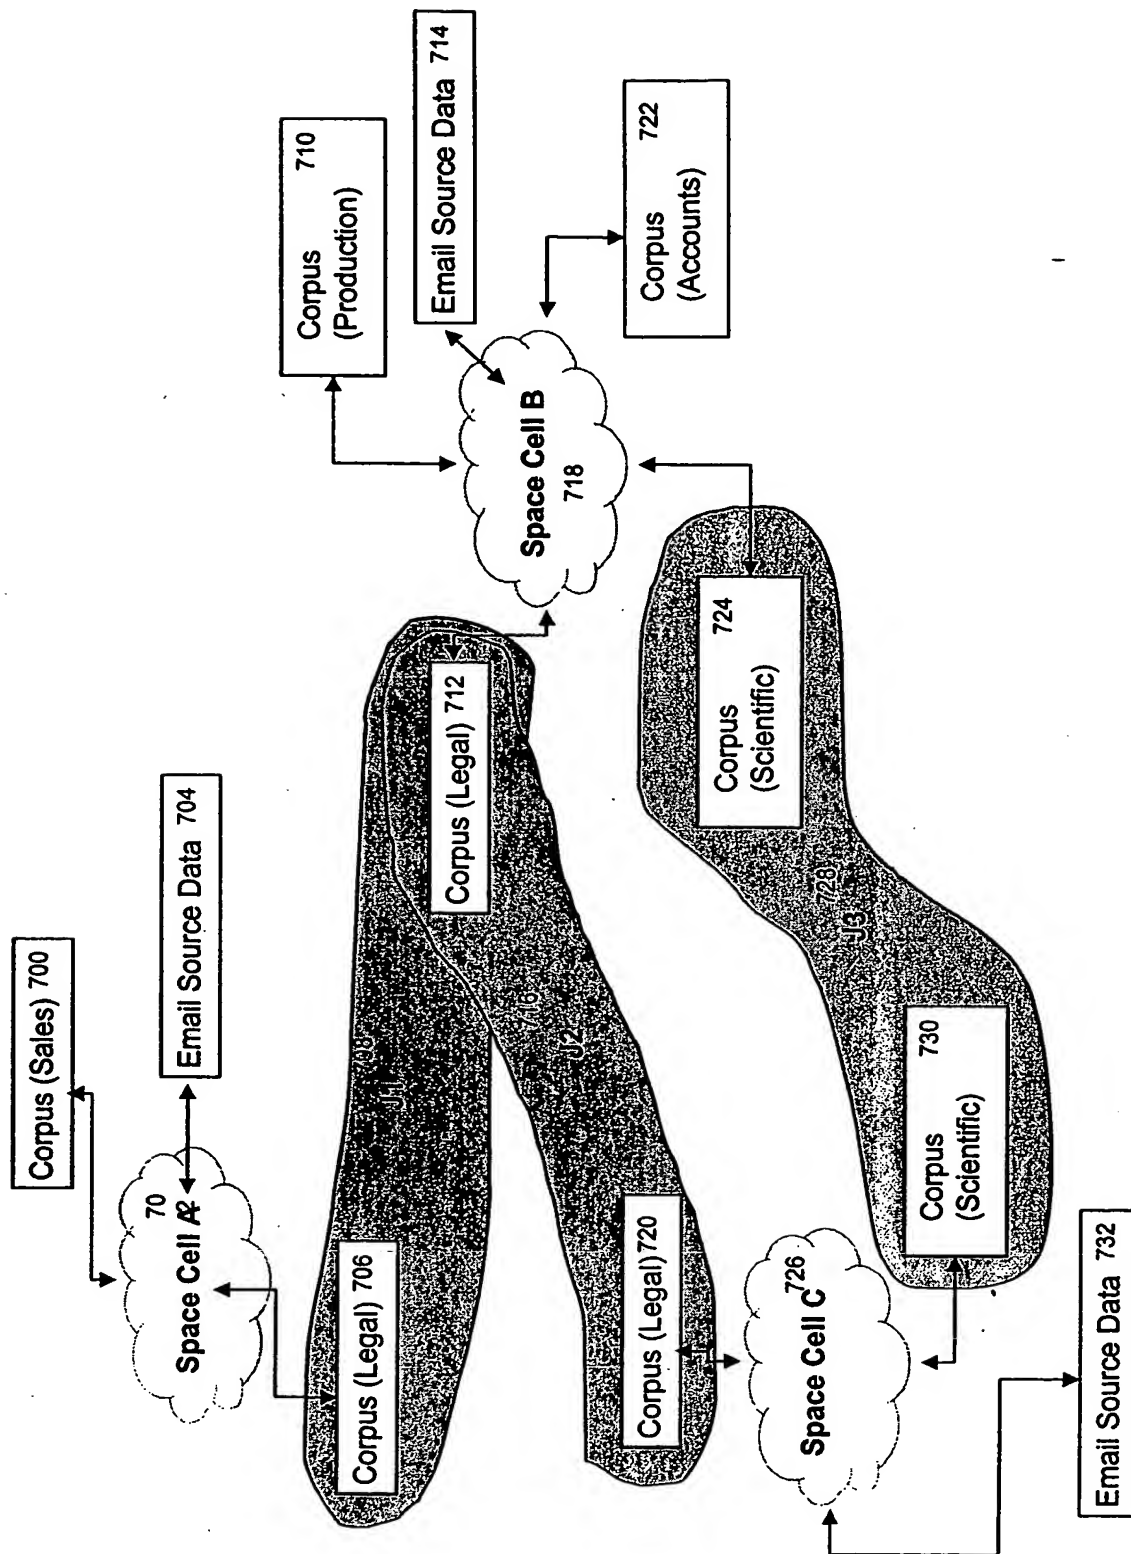 Corpus (Sales) 700
Email Source Data 704
70
Space Cell A2
Corpus (Legal) 706
J1
Corpus (Legal) 712
716
J2
Corpus (Legal) 720
Space Cell C 726
Email Source Data 732
Corpus 710
(Production)
Email Source Data 714
Space Cell B
718
Corpus 722
(Accounts)
Corpus 724
(Scientific)
728
J3
Corpus 730
(Scientific)